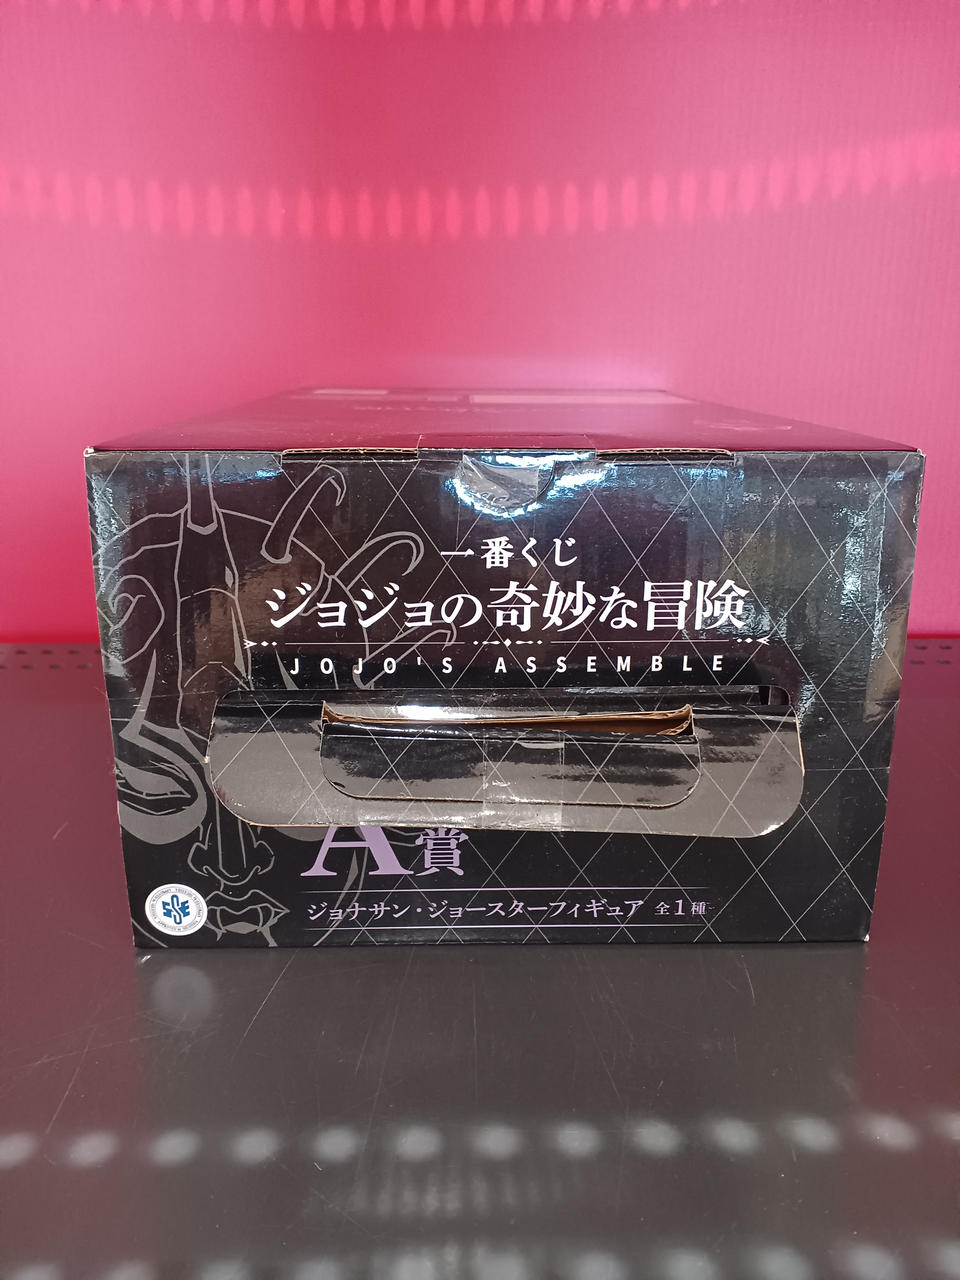 一番くじ
ジョジョの奇妙な冒険
JOJO'S ASSEMBLE
A賞
ジョナサン・ジョースターフィギュア 全1種